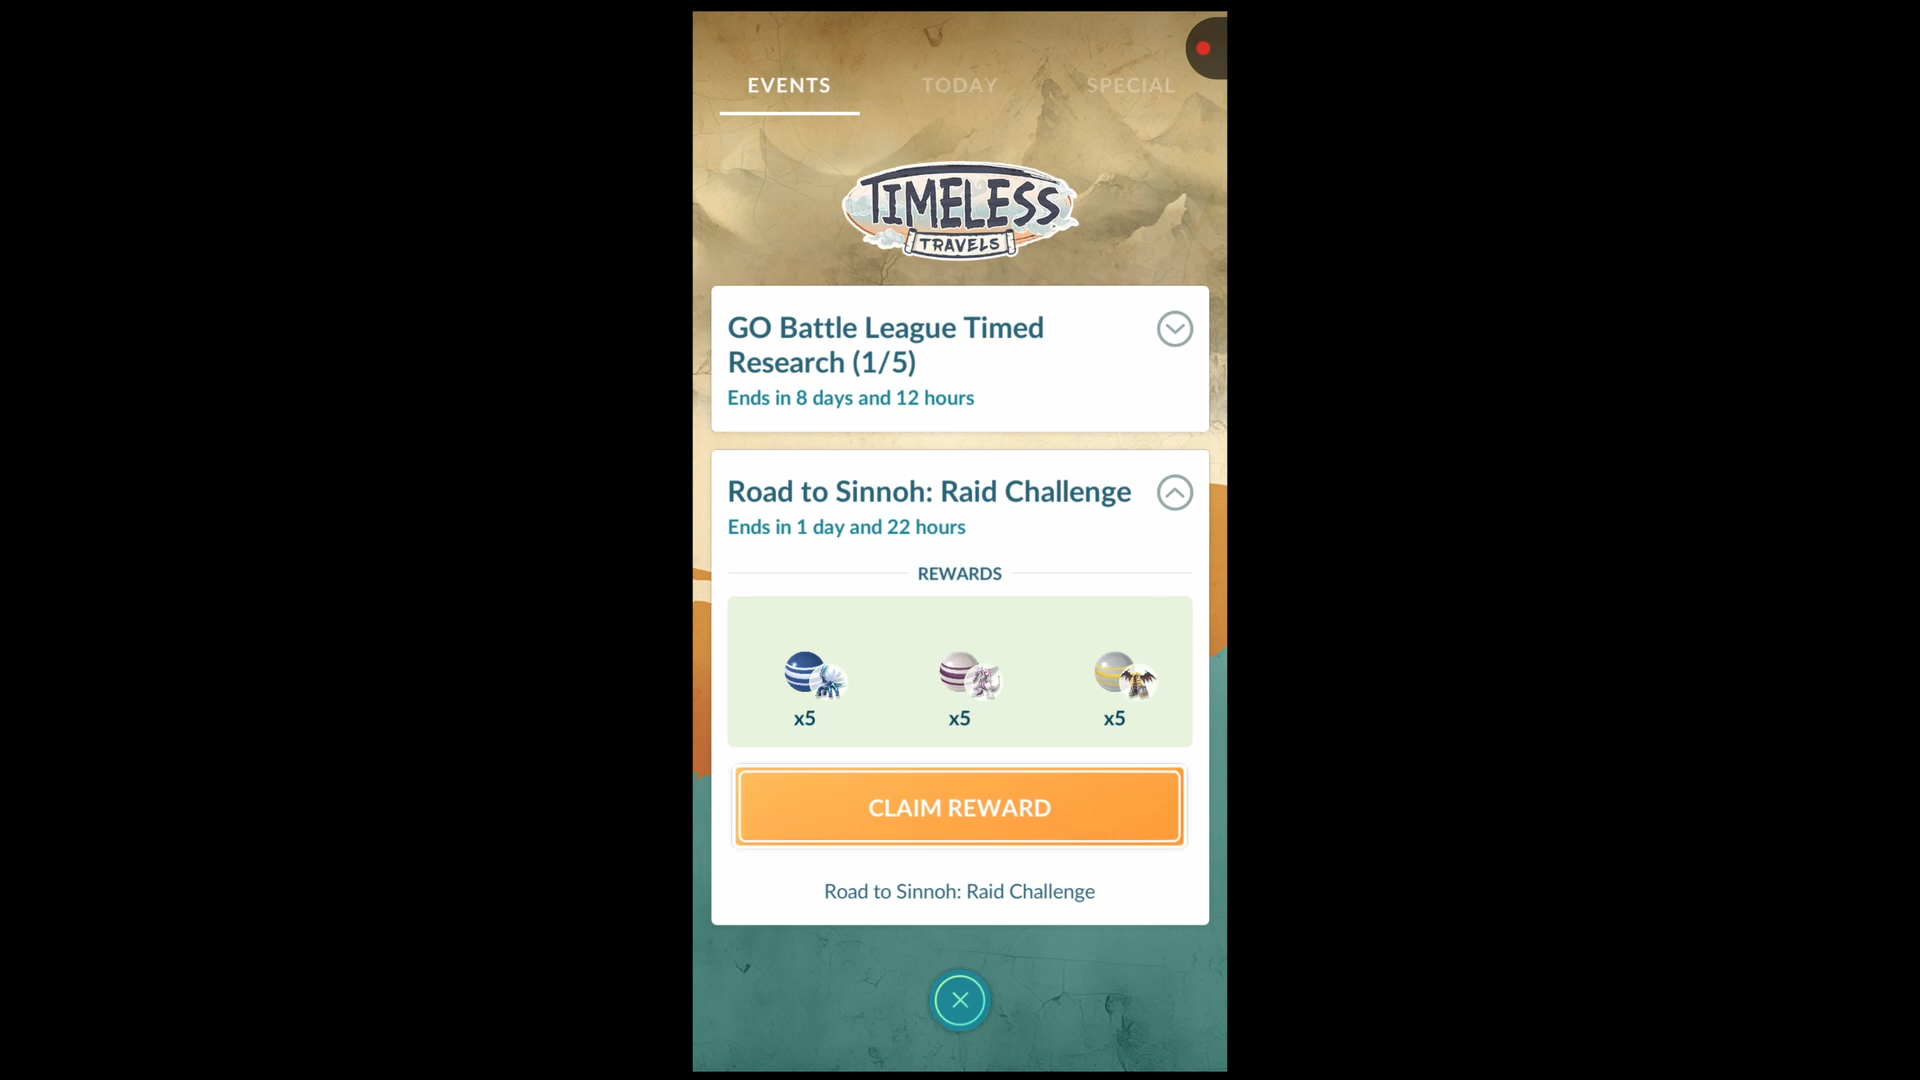 EVENTS TODAY SPECIAL
TIMELESS
TRAVELS
GO Battle League Timed
Research (1/5)
Ends in 8 days and 12 hours
Road to Sinnoh: Raid Challenge
Ends in 1 day and 22 hours
REWARDS
x5 x5 x5
CLAIM REWARD
Road to Sinnoh: Raid Challenge